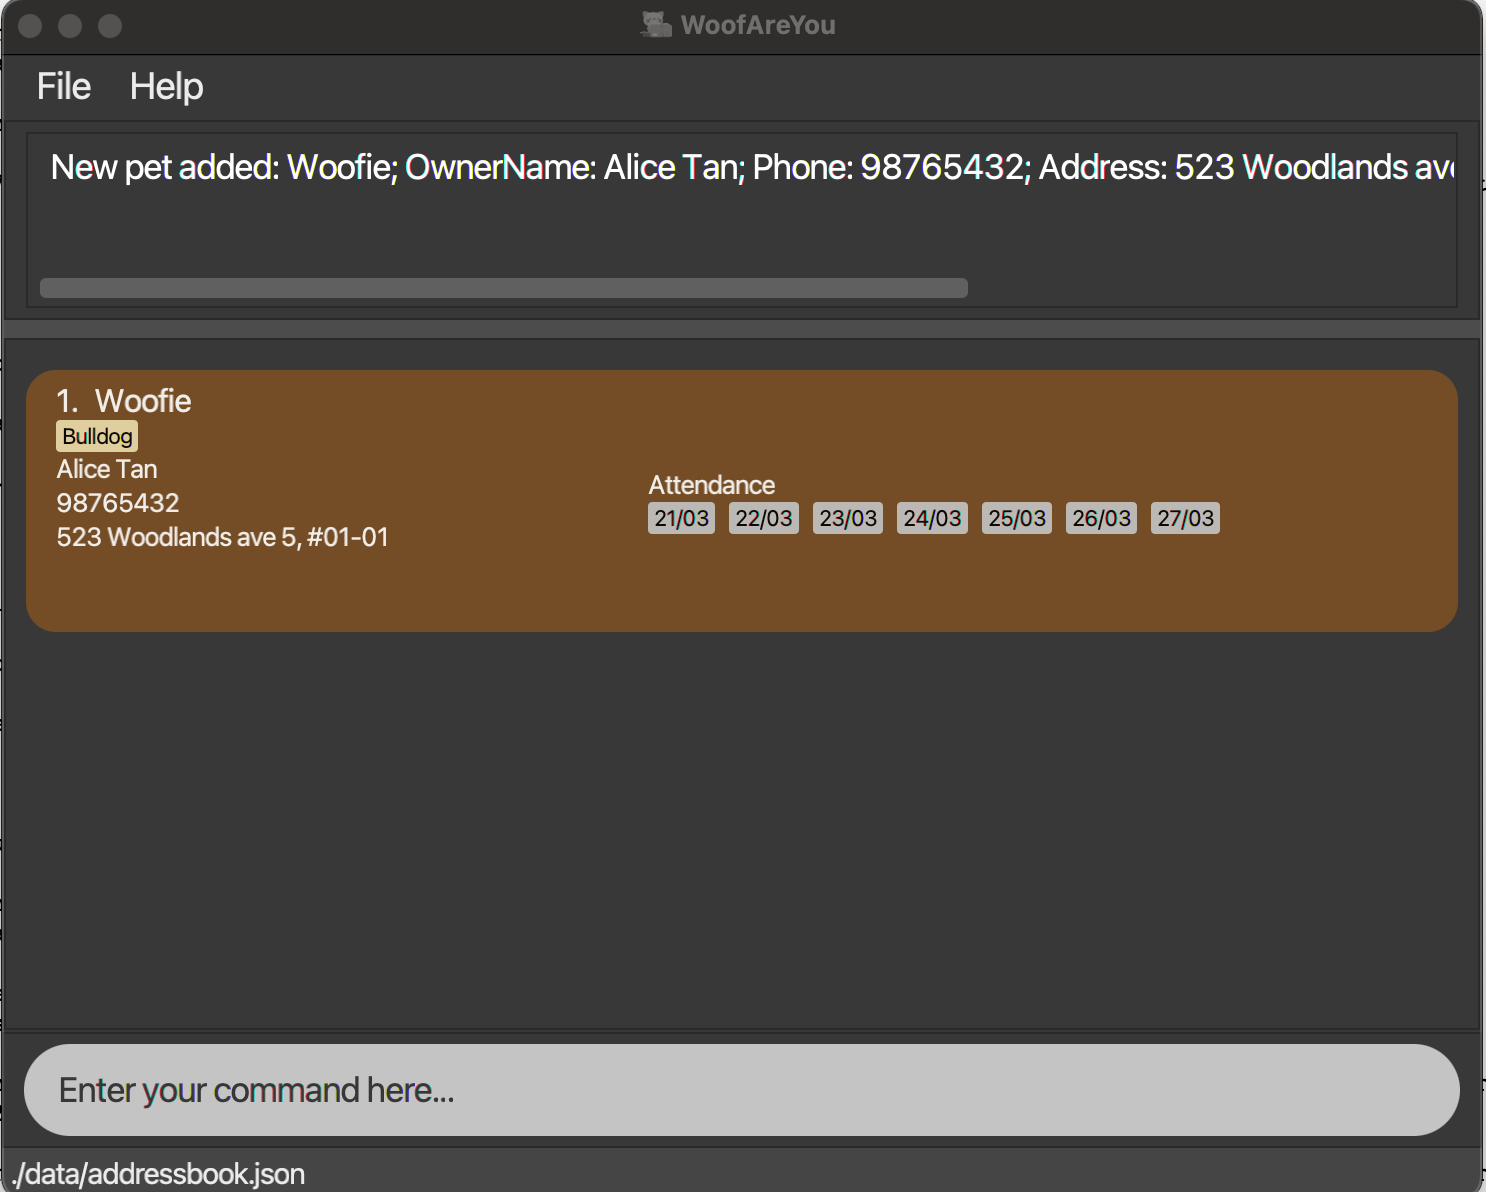 WoofAreYou
File Help
New pet added: Woofie; OwnerName: Alice Tan; Phone: 98765432; Address: 523 Woodlands ave
1. Woofie
Bulldog
Alice Tan
98765432
523 Woodlands ave 5, #01-01
Attendance
21/03 22/03 23/03 24/03 25/03 26/03 27/03
Enter your command here...
./data/addressbook.json